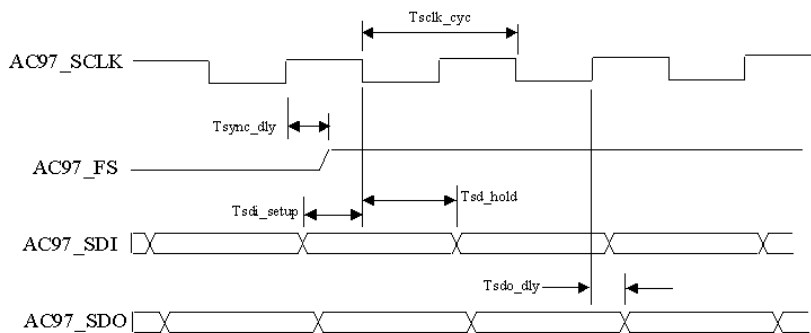 Tsclk_cyc
AC97_SCLK
Tsync_dly
AC97_FS
Tsdi_setup
Tsd_hold
AC97_SDI
Tsdo_dly
AC97_SDO